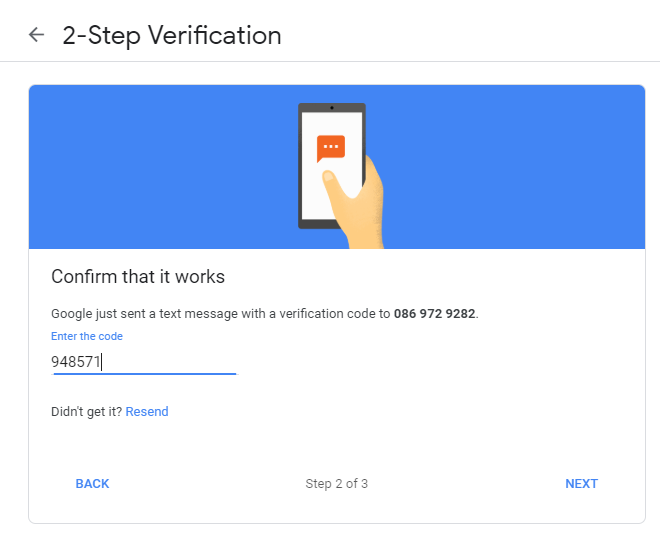 2-Step Verification
Confirm that it works
Google just sent a text message with a verification code to 086 972 9282.
Enter the code
948571
Didn't get it? Resend
BACK Step 2 of 3 NEXT